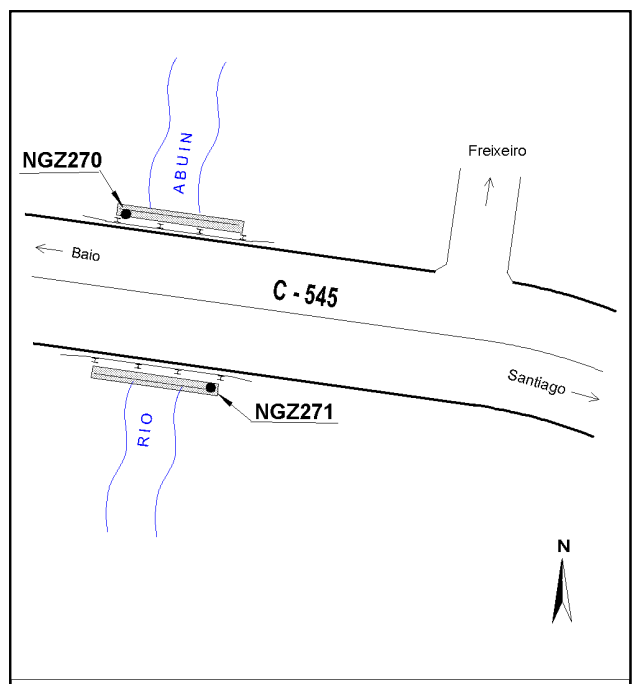 Freixeiro
ABUIN
NGZ270
Baio
C - 545
Santiago
NGZ271
RIO
N